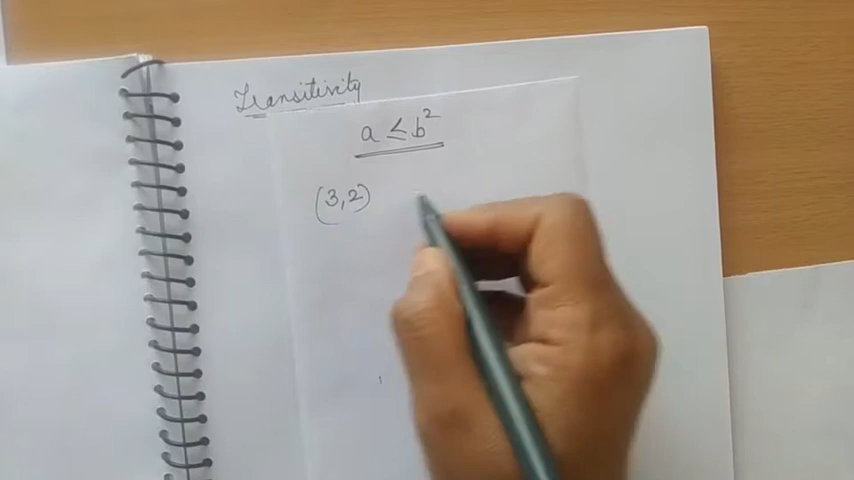 Transitivity
a ≤ b²
(3,2)